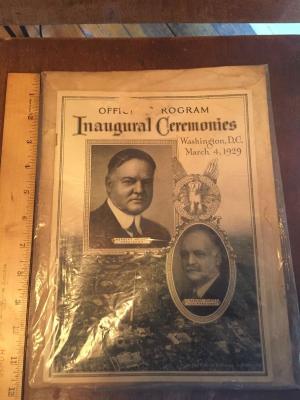 OFFIC ROGRAM
Inaugural Ceremonies
Washington, D.C.
March 4, 1929